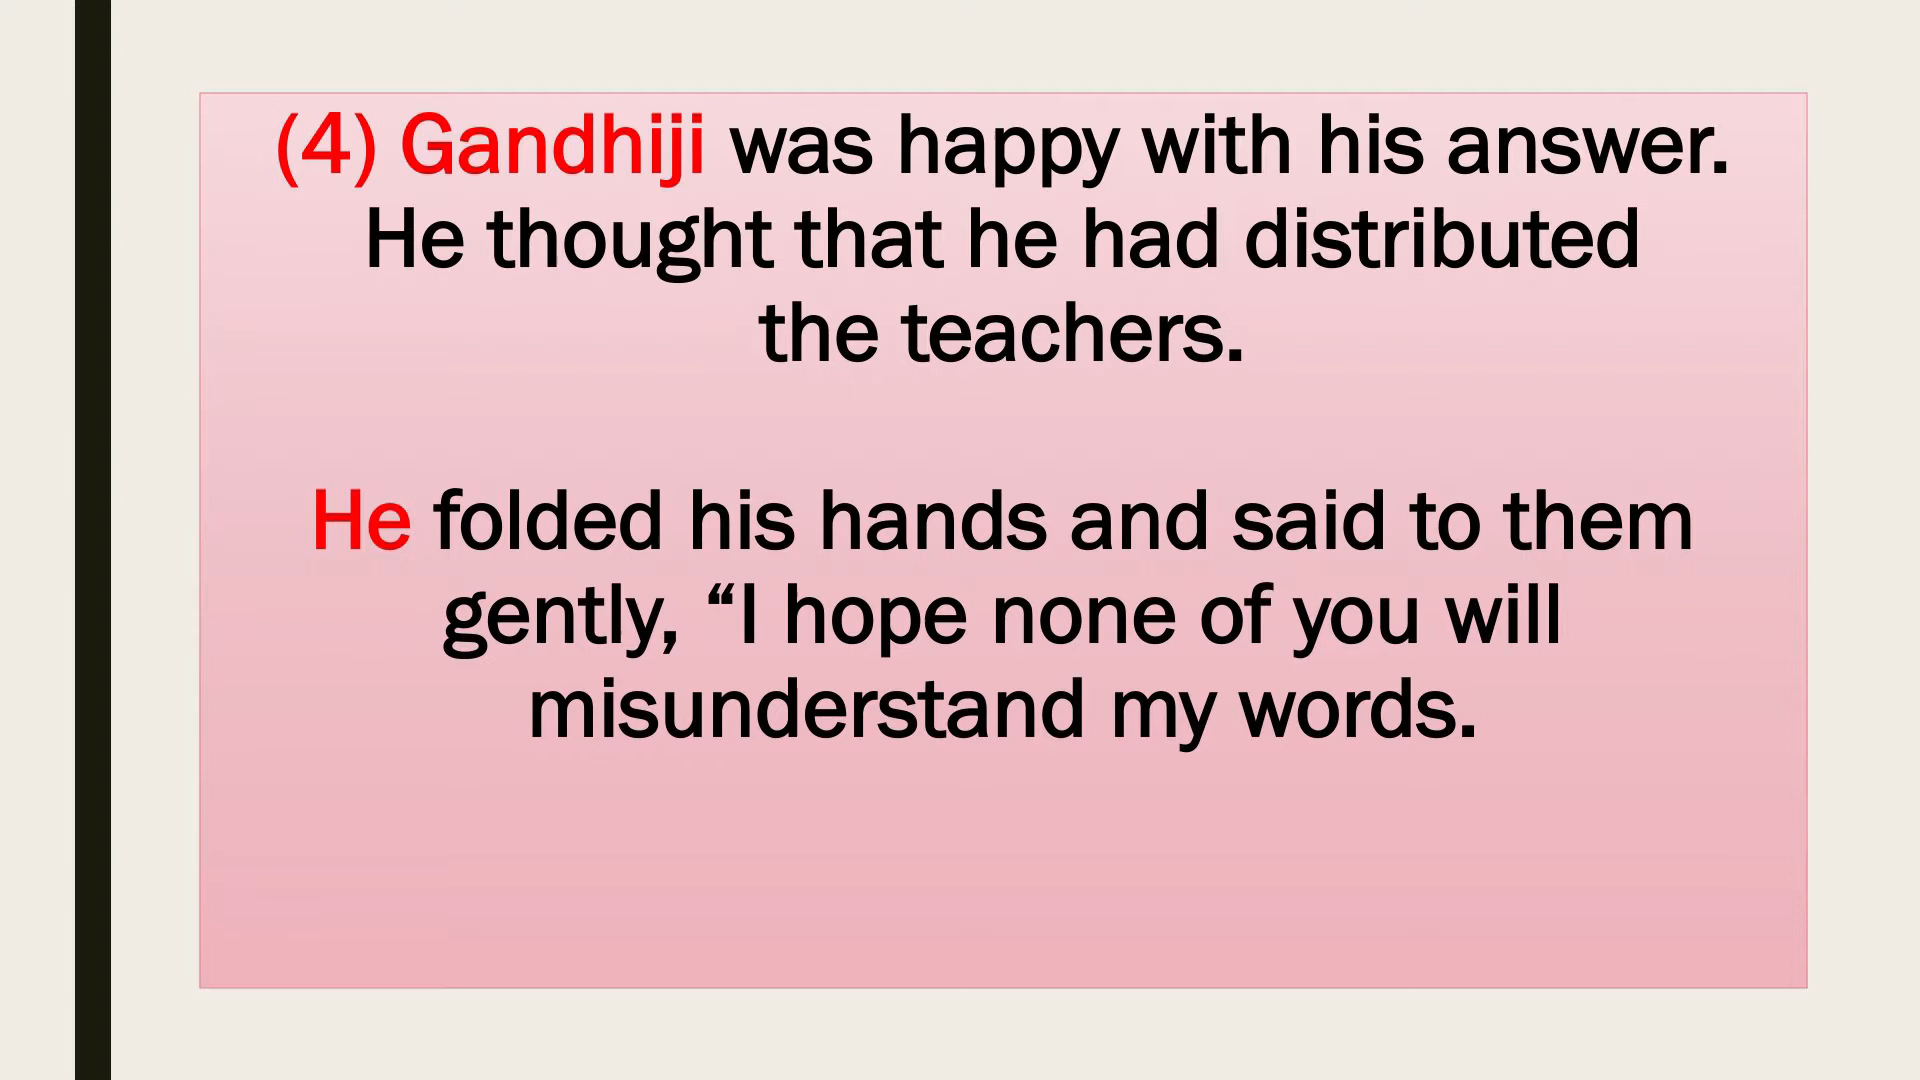 (4) Gandhiji was happy with his answer.
He thought that he had distributed
the teachers.
He folded his hands and said to them
gently, “I hope none of you will
misunderstand my words.